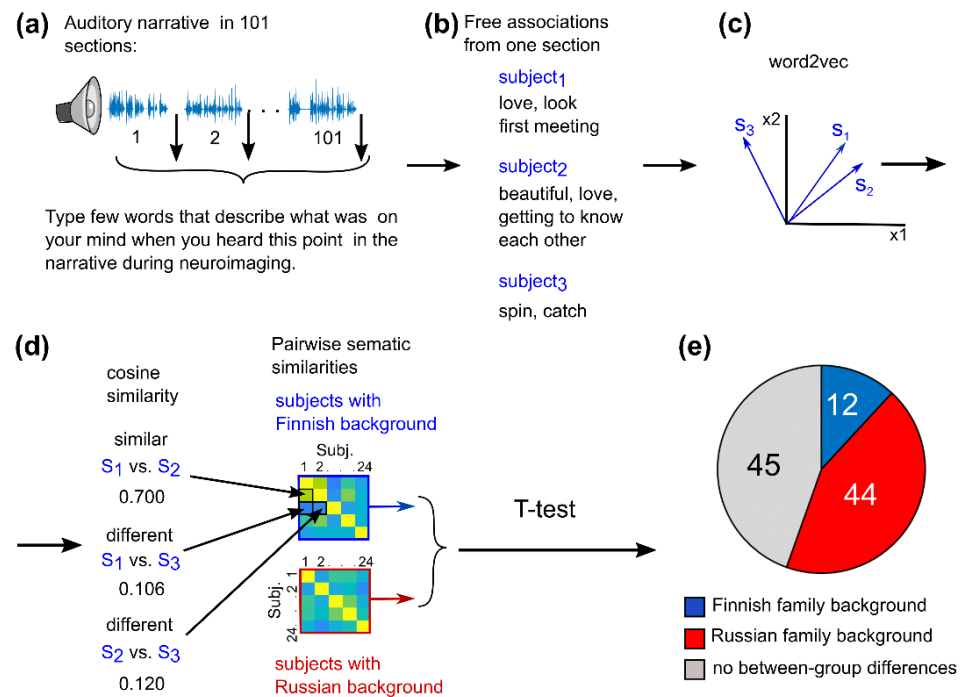 (a)
Auditory narrative in 101
sections:
1 2 . . . 101
Type few words that describe what was on
your mind when you heard this point in the
narrative during neuroimaging.
(b)
Free associations
from one section
subject1
love, look
first meeting
subject2
beautiful, love,
getting to know
each other
subject3
spin, catch
(c)
word2vec
x2
S3
S1
S2
x1
(d)
cosine
similarity
similar
S1 vs. S2
0.700
different
S1 vs. S3
0.106
different
S2 vs. S3
0.120
Pairwise sematic
similarities
subjects with
Finnish background
Subj.
1 2 . . . 24
1 2 . . . 24
Subj.
1 2 . . . 24
subjects with
Russian background
T-test
(e)
12
45
44
Finnish family background
Russian family background
no between-group differences